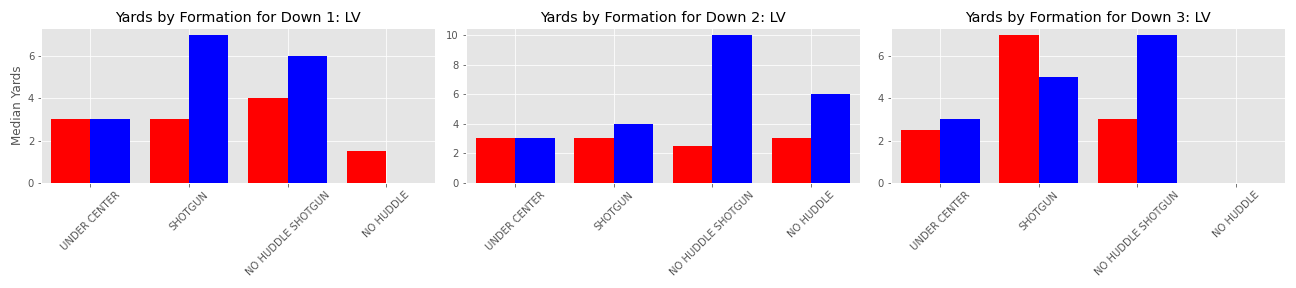 Yards by Formation for Down 1: LV
Median Yards
6
4
2
0
UNDER CENTER
SHOTGUN
NO HUDDLE SHOTGUN
NO HUDDLE
Yards by Formation for Down 2: LV
10
8
6
4
2
0
UNDER CENTER
SHOTGUN
NO HUDDLE SHOTGUN
NO HUDDLE
Yards by Formation for Down 3: LV
6
4
2
0
UNDER CENTER
SHOTGUN
NO HUDDLE SHOTGUN
NO HUDDLE